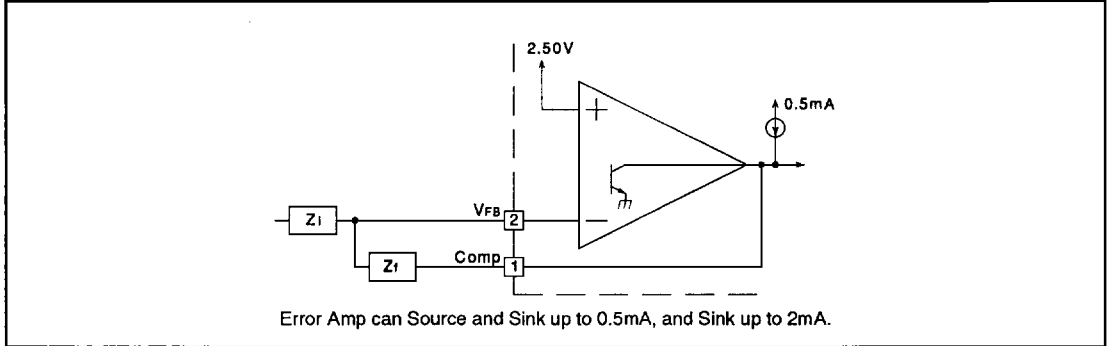 2.50V
0.5mA
Zi
VFB
2
Zf
Comp
1
Error Amp can Source and Sink up to 0.5mA, and Sink up to 2mA.